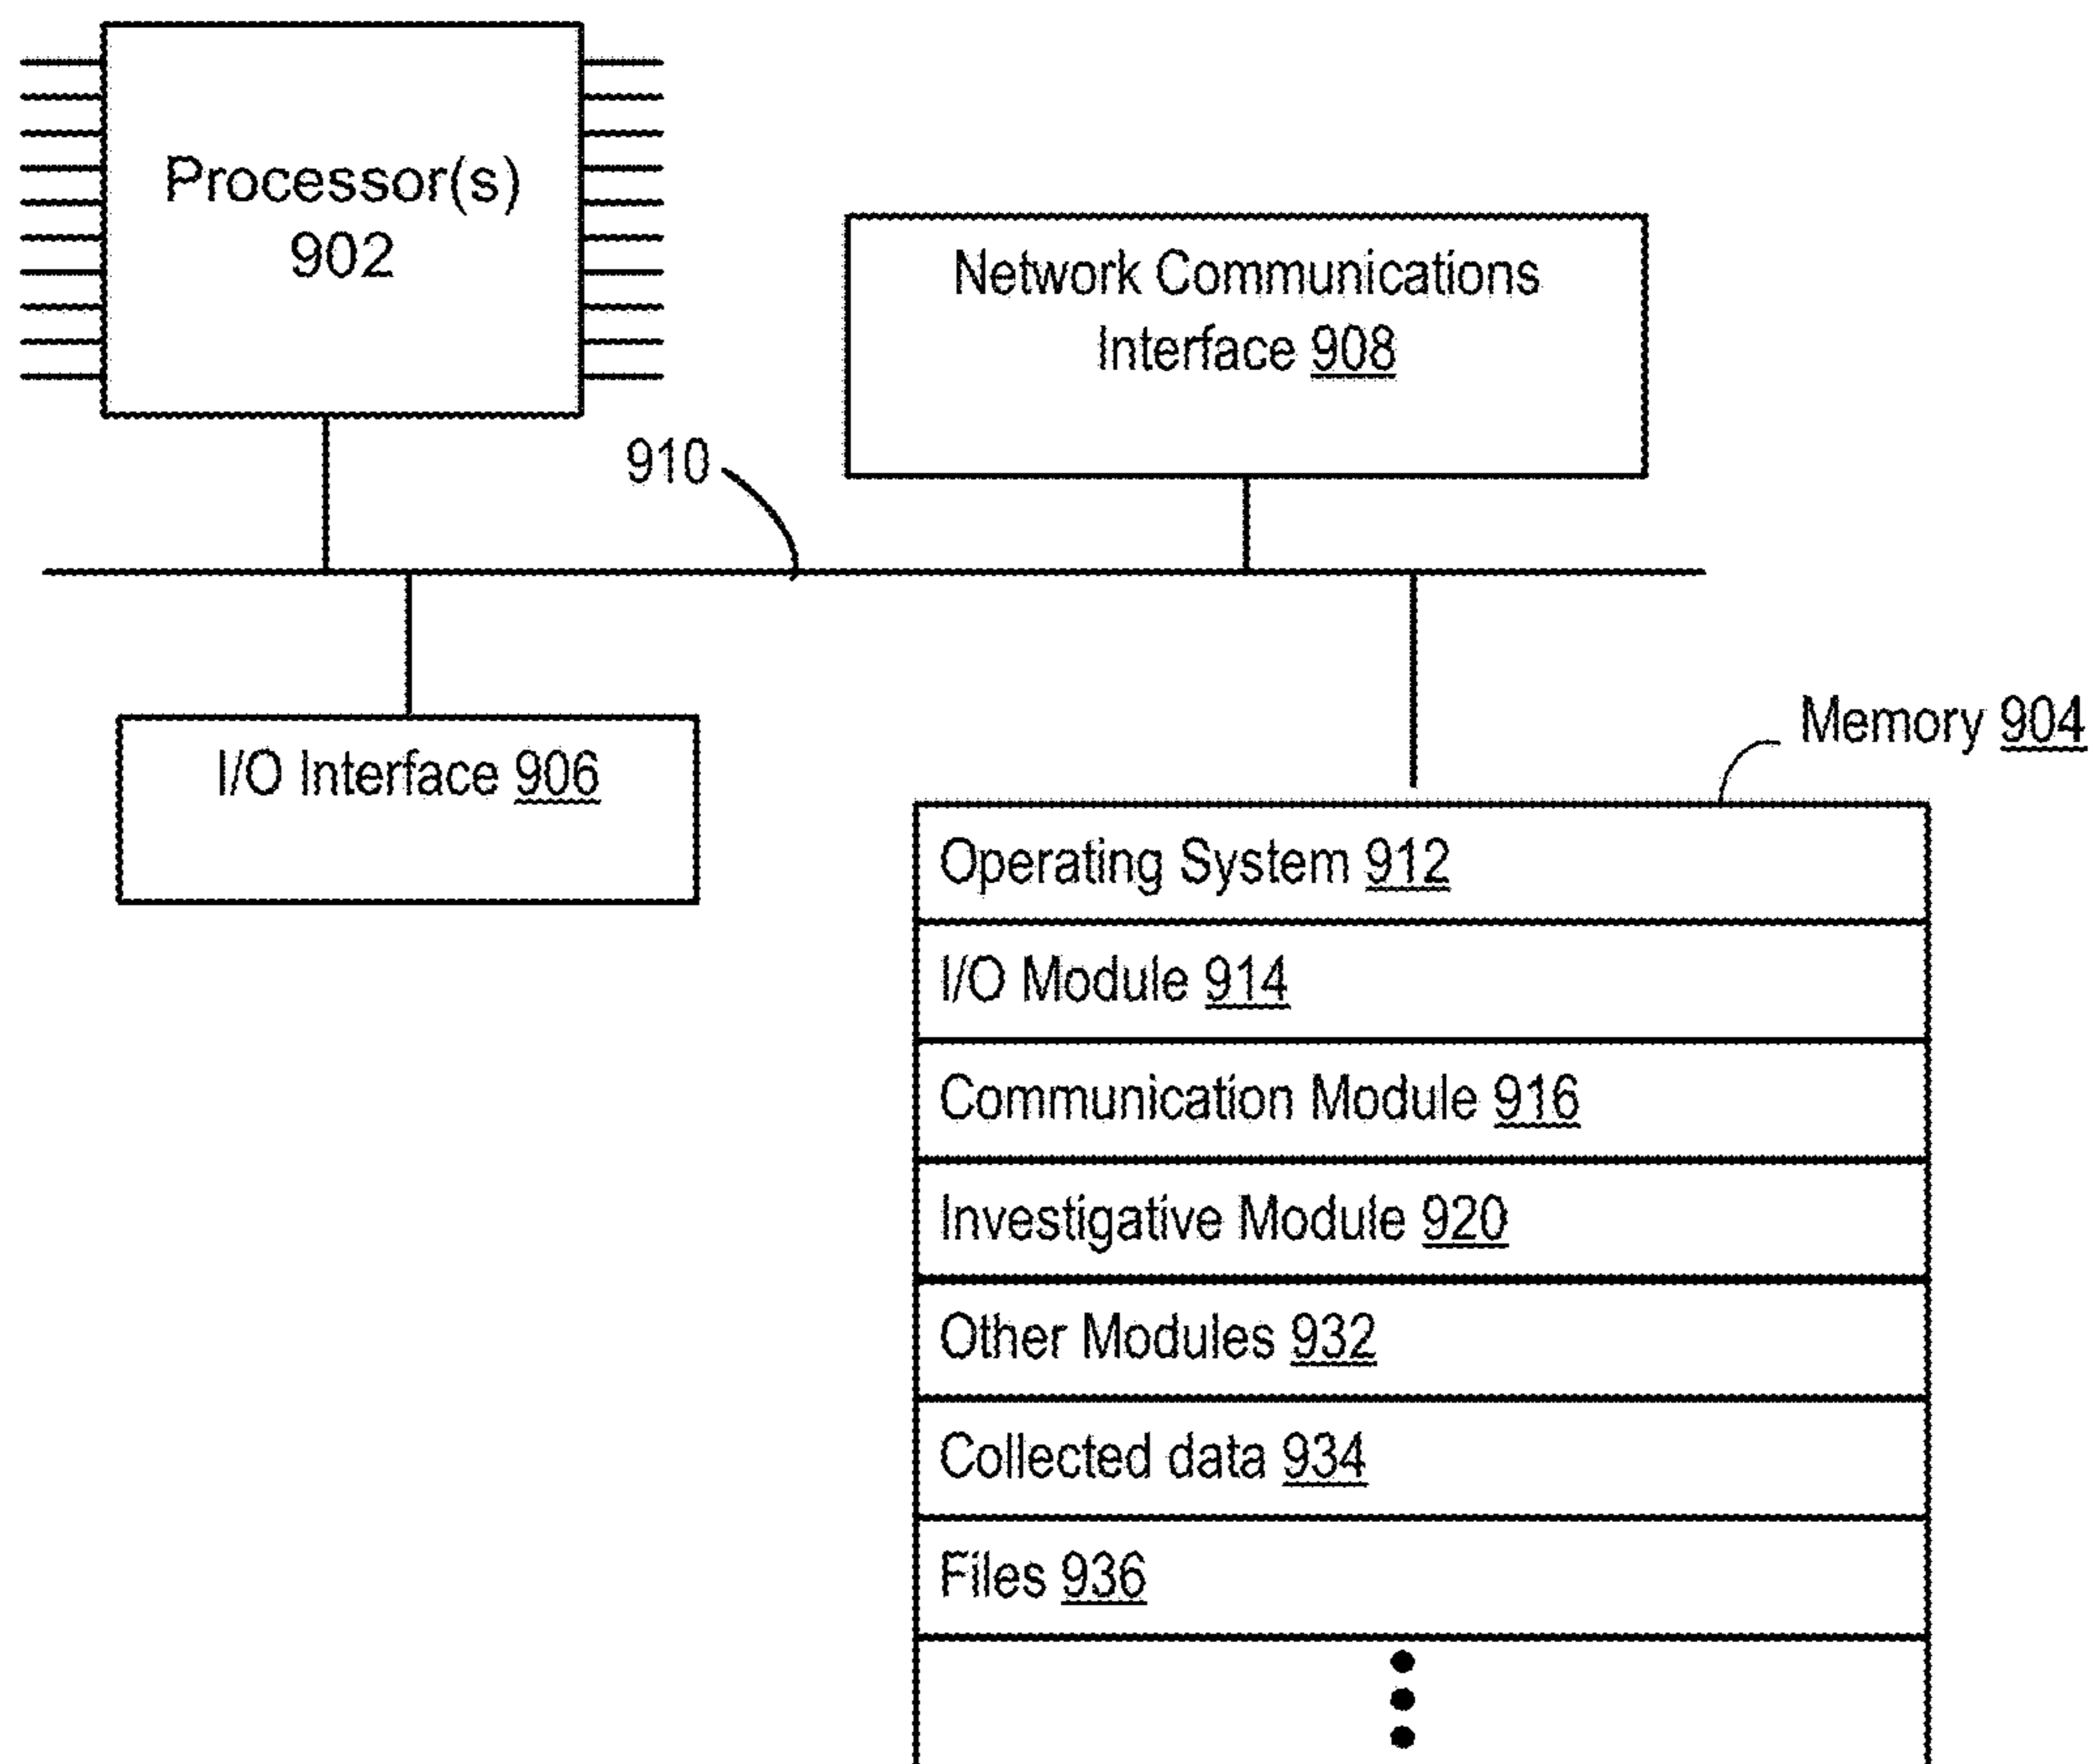 Processor(s)
902
Network Communications
Interface 908
910
I/O Interface 906
Memory 904
Operating System 912
I/O Module 914
Communication Module 916
Investigative Module 920
Other Modules 932
Collected data 934
Files 936